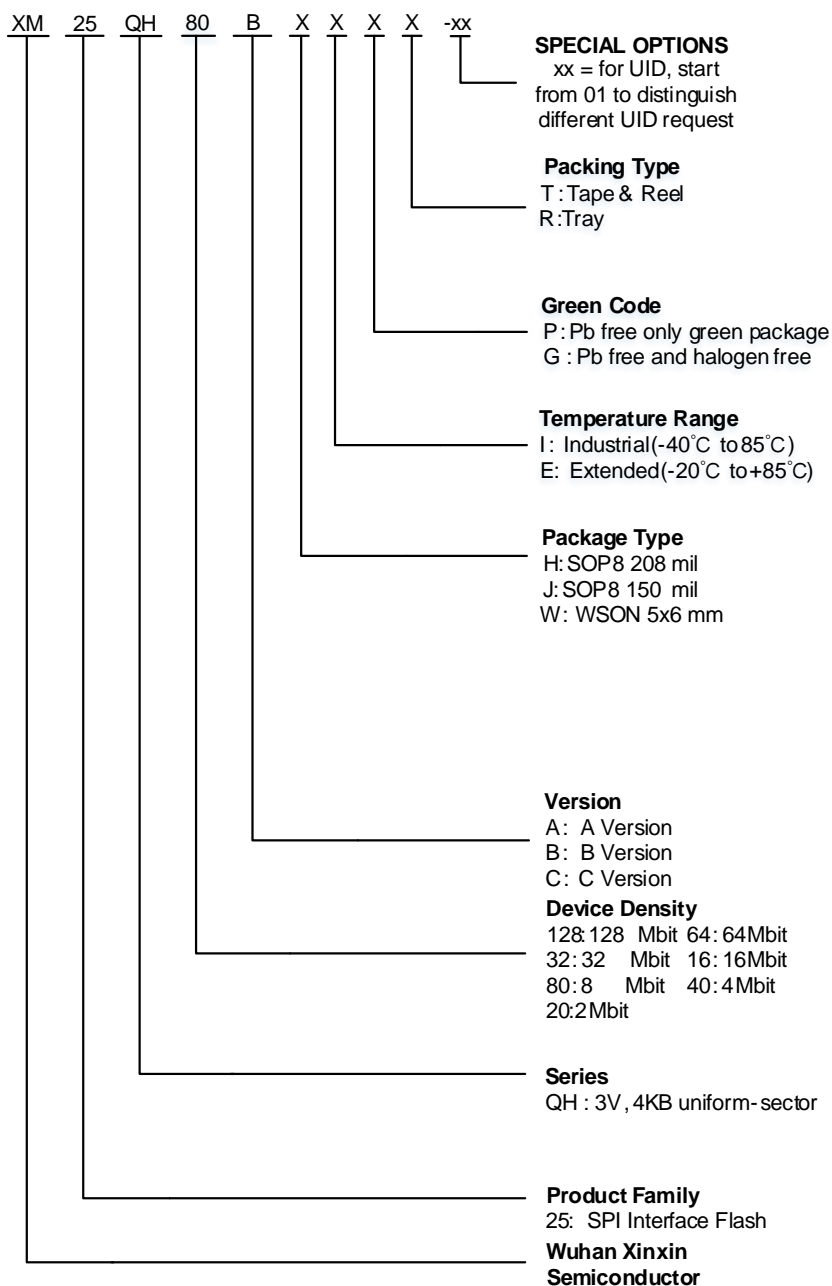 XM 25 QH 80 B X X X X -xx
SPECIAL OPTIONS
xx = for UID, start
from 01 to distinguish
different UID request
Packing Type
T : Tape & Reel
R :Tray
Green Code
P : Pb free only green package
G : Pb free and halogen free
Temperature Range
I : Industrial(-40°C to 85°C)
E: Extended(-20°C to +85°C)
Package Type
H: SOP8 208 mil
J: SOP8 150 mil
W: WSON 5x6 mm
Version
A: A Version
B: B Version
C: C Version
Device Density
128:128 Mbit 64: 64Mbit
32: 32 Mbit 16: 16Mbit
80: 8 Mbit 40: 4Mbit
20:2Mbit
Series
QH : 3V, 4KB uniform-sector
Product Family
25: SPI Interface Flash
Wuhan Xinxin
Semiconductor